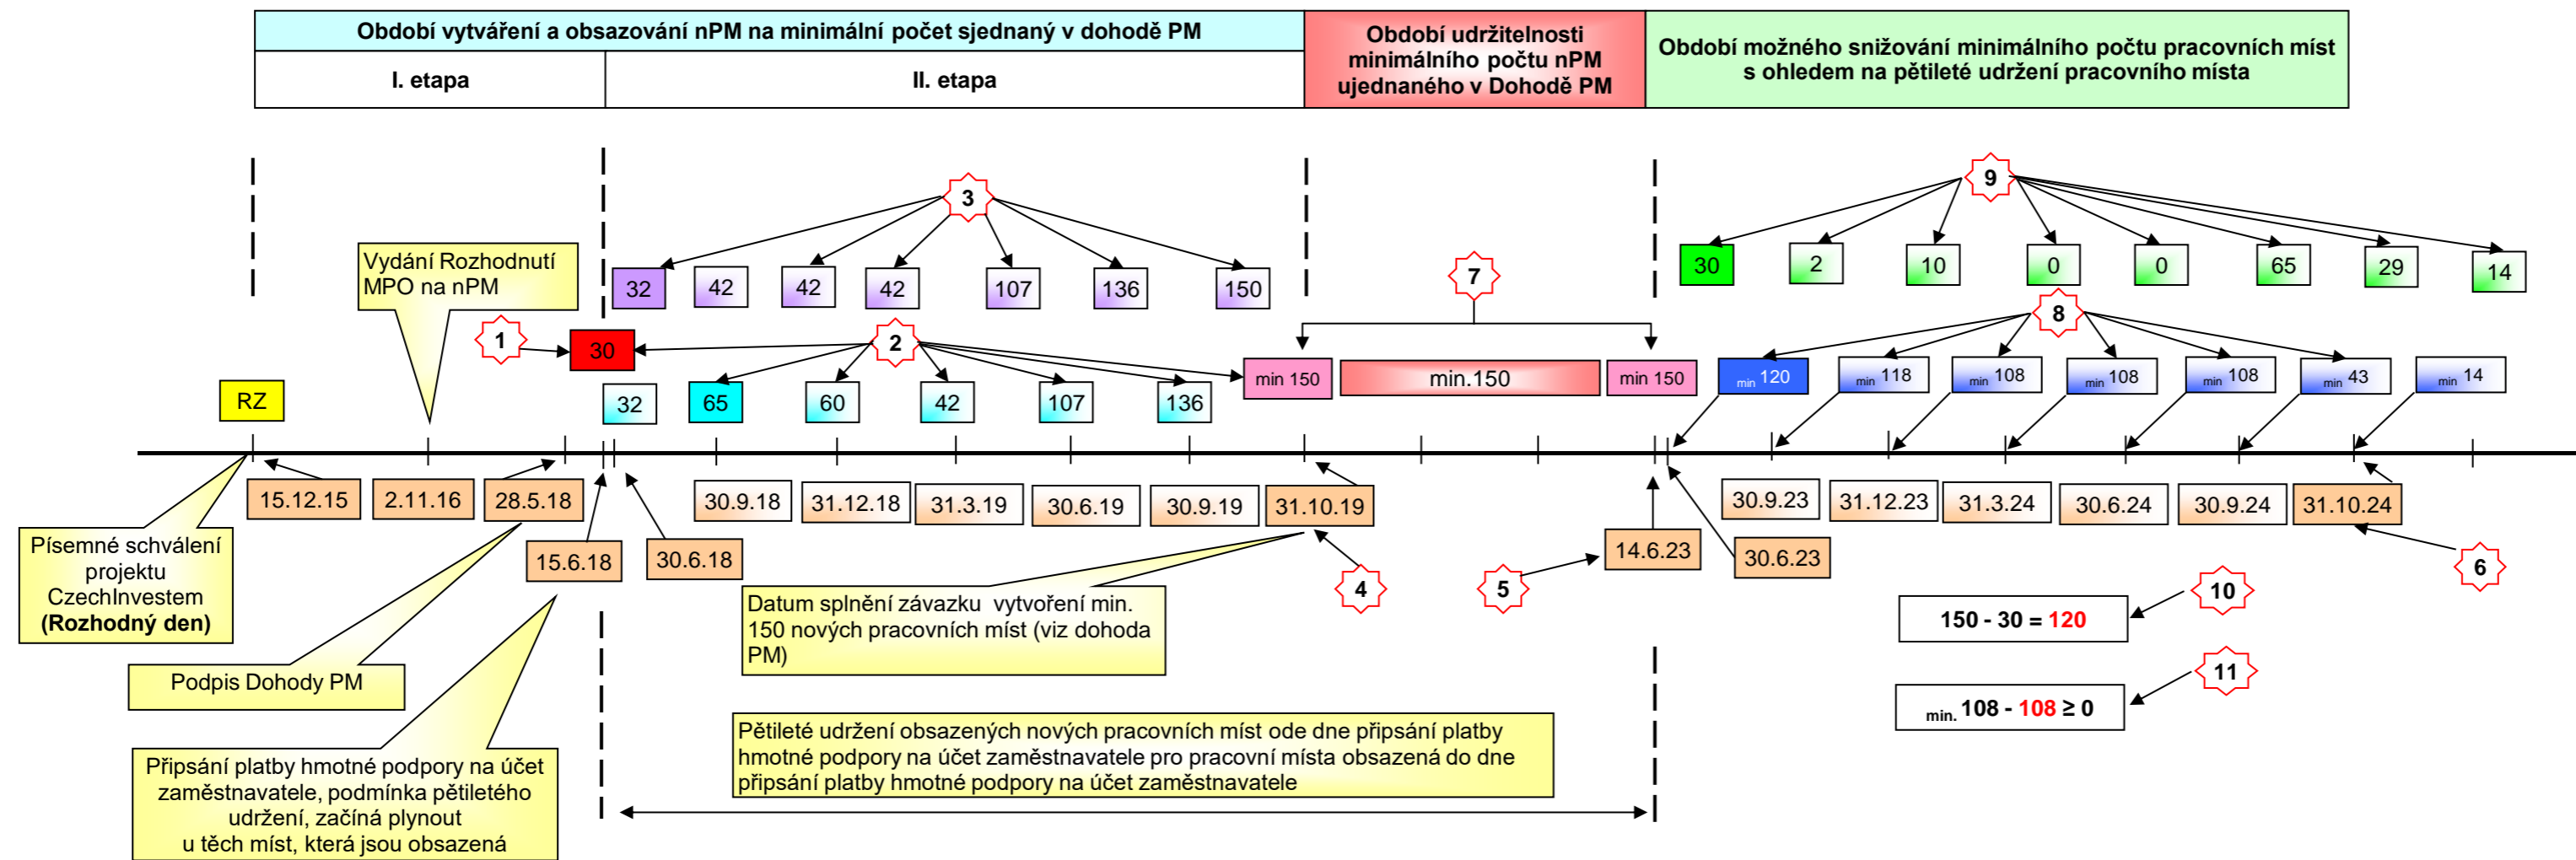 Období vytváření a obsazování nPM na minimální počet sjednaný v dohodě PM
I. etapa
II. etapa
Období udržitelnosti
minimálního počtu nPM
ujednaného v Dohodě PM
Období možného snižování minimálního počtu pracovních míst
s ohledem na pětileté udržení pracovního místa
3
9
32
42
42
42
107
136
150
7
30
2
10
0
0
65
29
14
Vydání Rozhodnutí
MPO na nPM
1
30
2
8
min 150
min.150
min 150
min 120
min 118
min 108
min 108
min 108
min 43
min 14
RZ
32
65
60
42
107
136
15.12.15
2.11.16
28.5.18
30.9.18
31.12.18
31.3.19
30.6.19
30.9.19
31.10.19
30.9.23
31.12.23
31.3.24
30.6.24
30.9.24
31.10.24
15.6.18
30.6.18
14.6.23
30.6.23
4
5
6
Písemné schválení
projektu
CzechInvestem
(Rozhodný den)
Datum splnění závazku vytvoření min.
150 nových pracovních míst (viz dohoda
PM)
10
150 - 30 = 120
11
min. 108 - 108 ≥ 0
Podpis Dohody PM
Pětileté udržení obsazených nových pracovních míst ode dne připsání platby
hmotné podpory na účet zaměstnavatele pro pracovní místa obsazená do dne
připsání platby hmotné podpory na účet zaměstnavatele
Připsání platby hmotné podpory na účet
zaměstnavatele, podmínka pětiletého
udržení, začíná plynout
u těch míst, která jsou obsazená